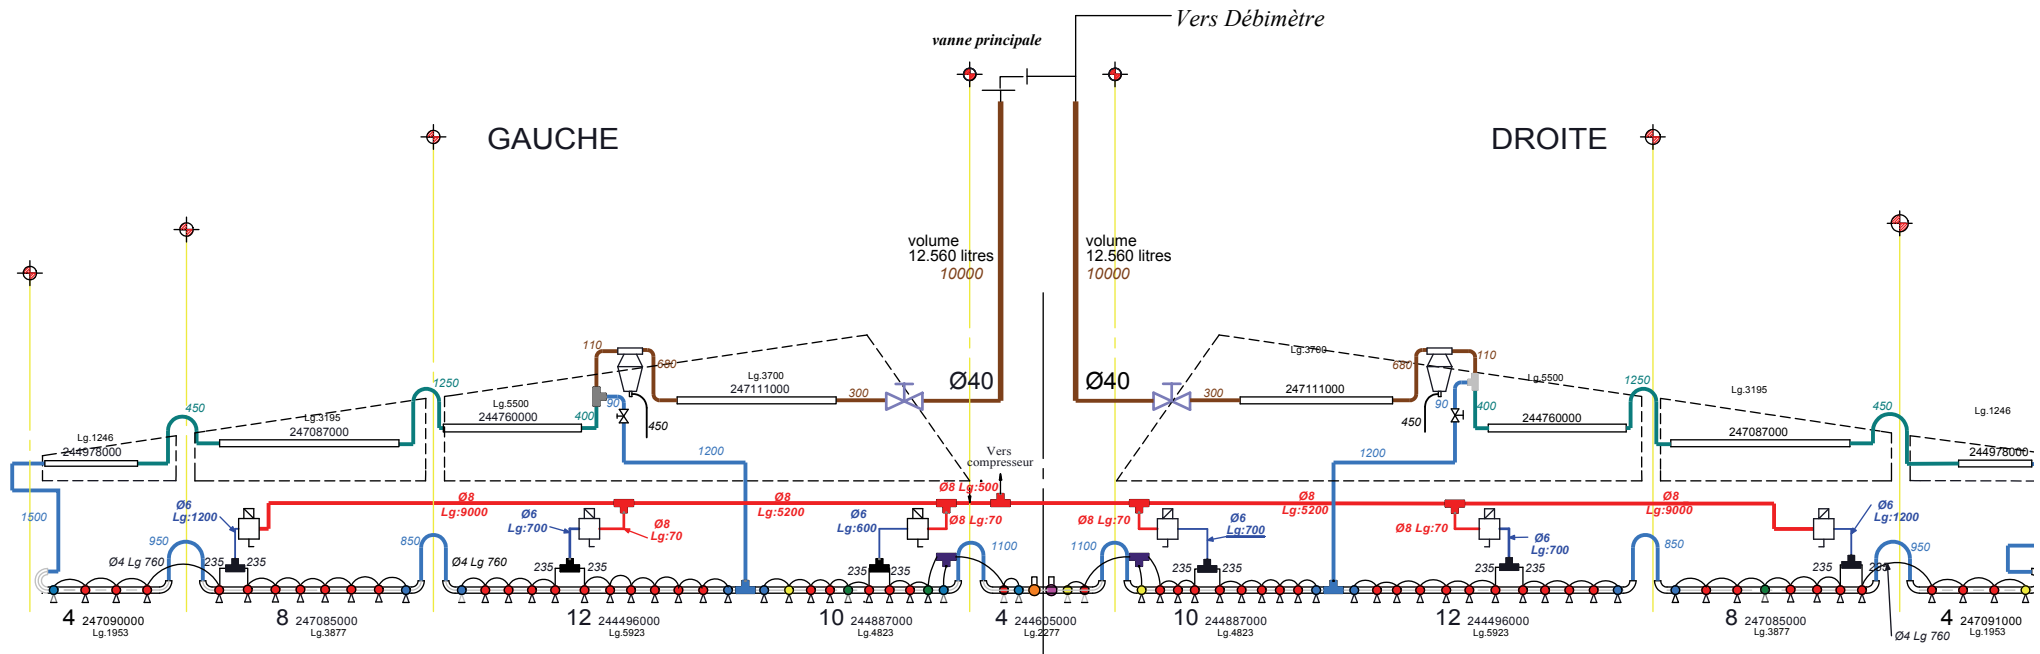 Vers Débimètre
vanne principale
GAUCHE
DROITE
volume
12.560 litres
10000
volume
12.560 litres
10000
110
680
Lg.3700
247111000
300
Ø40
Ø40
300
Lg.3700
247111000
680
110
1250
Lg.5500
244760000
400
90
450
450
90
400
Lg.5500
244760000
1250
450
Lg.3195
247087000
Lg.3195
247087000
450
Lg.1246
244978000
Lg.1246
244978000
1200
Vers
compresseur
1200
1500
Ø6
Lg:1200
Ø8
Lg:9000
Ø6
Lg:700
Ø8
Lg:70
Ø8
Lg:5200
Ø6
Lg:600
Ø8 Lg:500
Ø8 Lg:70
Ø8 Lg:70
Ø6
Lg:700
Ø8
Lg:5200
Ø8 Lg:70
Ø6
Lg:700
Ø8
Lg:9000
Ø6
Lg:1200
950
Ø4 Lg 760
235
235
850
Ø4 Lg 760
235
235
235
235
1100
1100
235
235
235
235
850
235
235
950
4 247090000
Lg.1953
8 247085000
Lg.3877
12 244496000
Lg.5923
10 244887000
Lg.4823
4 244605000
Lg.2277
10 244887000
Lg.4823
12 244496000
Lg.5923
8 247085000
Lg.3877
Ø4 Lg 760
4 247091000
Lg.1953